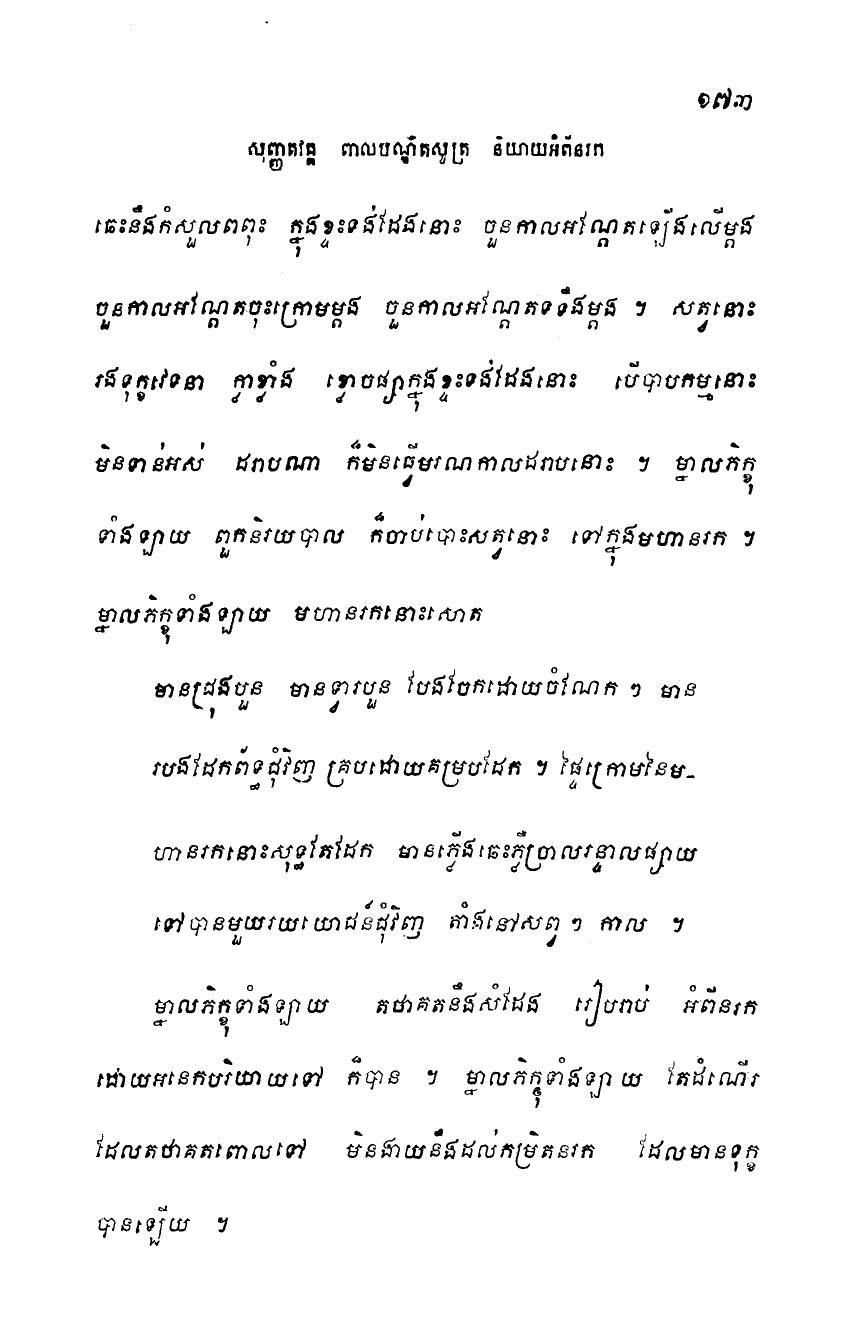 ១៧៣
សុញ្ញតវគ្គ ពាលបណ្ឌិតសូត្រ និយាយអំពីនរក
ឆេះនឹងកំសួលពពុះ ក្នុងខ្ទះទង់ដែងនោះ ចួនកាលអណ្តែតឡើងលើម្តង
ចួនកាលអណ្តែតចុះក្រោមម្តង ចួនកាលអណ្តែតទទឹងម្តង ។ សត្វនោះ
រងទុក្ខវេទនា ក្លាខ្លាំង ខ្លោចផ្សាក្នុងខ្ទះទង់ដែងនោះ បើបាបកម្មនោះ
មិនទាន់អស់ ដរាបណា ក៏មិនធ្វើមរណកាលដរាបនោះ ។ ម្នាលភិក្ខុ
ទាំងឡាយ ពួកនិរយបាល ក៏ចាប់បោះសត្វនោះ ទៅក្នុងមហានរក ។
ម្នាលភិក្ខុទាំងឡាយ មហានរកនោះសោត
មានជ្រុងបួន មានទ្វារបួន បែងចែកដោយចំណែក ៗ មាន
របងដែកព័ទ្ធជុំវិញ គ្របដោយគម្របដែក ។ ផ្ទៃក្រោមនៃម-
ហានរកនោះសុទ្ធតែដែក មានភ្លើងឆេះភ្លឺច្រាលរន្ទាលផ្សាយ
ទៅបានមួយរយយោជន៍ជុំវិញ តាំងនៅសព្វ ៗ កាល ។
ម្នាលភិក្ខុទាំងឡាយ តថាគតនឹងសំដែង រៀបរាប់ អំពីនរក
ដោយអនេកបរិយាយទៅ ក៏បាន ។ ម្នាលភិក្ខុទាំងឡាយ តែដំណើរ
ដែលតថាគតពោលទៅ មិនងាយនឹងដល់កម្រិតនរក ដែលមានទុក្ខ
បានឡើយ ។